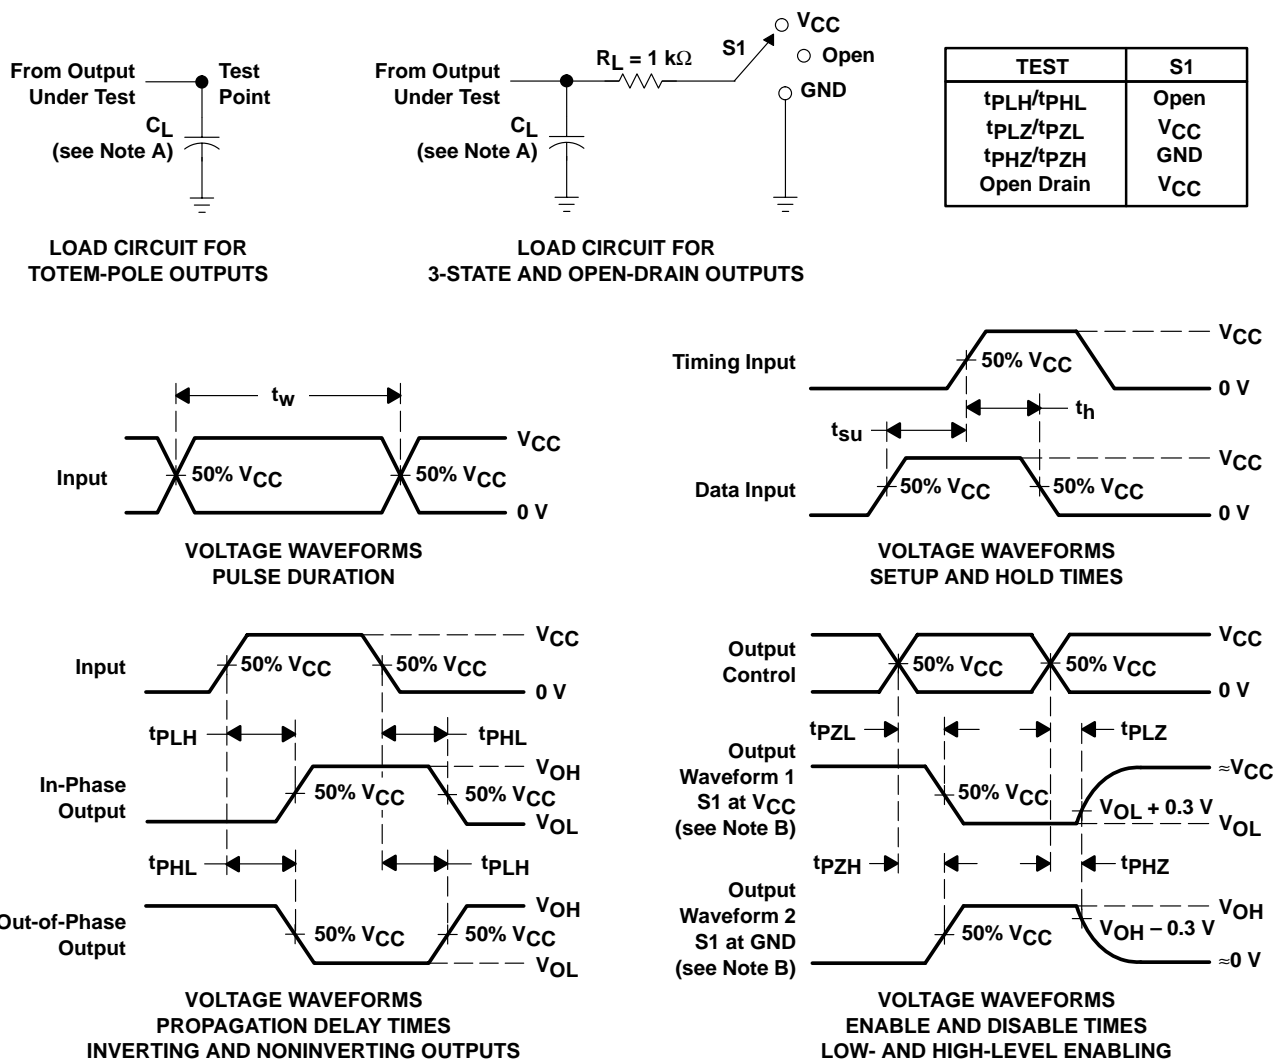 From Output
Under Test
Test
Point
CL
(see Note A)
LOAD CIRCUIT FOR
TOTEM-POLE OUTPUTS
From Output
Under Test
RL = 1 kΩ
S1
VCC
Open
GND
CL
(see Note A)
LOAD CIRCUIT FOR
3-STATE AND OPEN-DRAIN OUTPUTS
TEST S1
tPLH/tPHL Open
tPLZ/tPZL VCC
tPHZ/tPZH GND
Open Drain VCC
tw
Input
50% VCC
50% VCC
VCC
0 V
VOLTAGE WAVEFORMS
PULSE DURATION
Timing Input
50% VCC
VCC
0 V
tsu
th
Data Input
50% VCC
50% VCC
VCC
0 V
VOLTAGE WAVEFORMS
SETUP AND HOLD TIMES
Input
50% VCC
50% VCC
VCC
0 V
tPLH
tPHL
In-Phase
Output
50% VCC
50% VCC
VOH
VOL
tPHL
tPLH
Out-of-Phase
Output
50% VCC
50% VCC
VOH
VOL
VOLTAGE WAVEFORMS
PROPAGATION DELAY TIMES
INVERTING AND NONINVERTING OUTPUTS
Output
Control
50% VCC
50% VCC
VCC
0 V
tPZL
tPLZ
Output
Waveform 1
S1 at VCC
(see Note B)
50% VCC
VOL + 0.3 V
≈VCC
VOL
tPZH
tPHZ
Output
Waveform 2
S1 at GND
(see Note B)
50% VCC
VOH − 0.3 V
VOH
≈0 V
VOLTAGE WAVEFORMS
ENABLE AND DISABLE TIMES
LOW- AND HIGH-LEVEL ENABLING